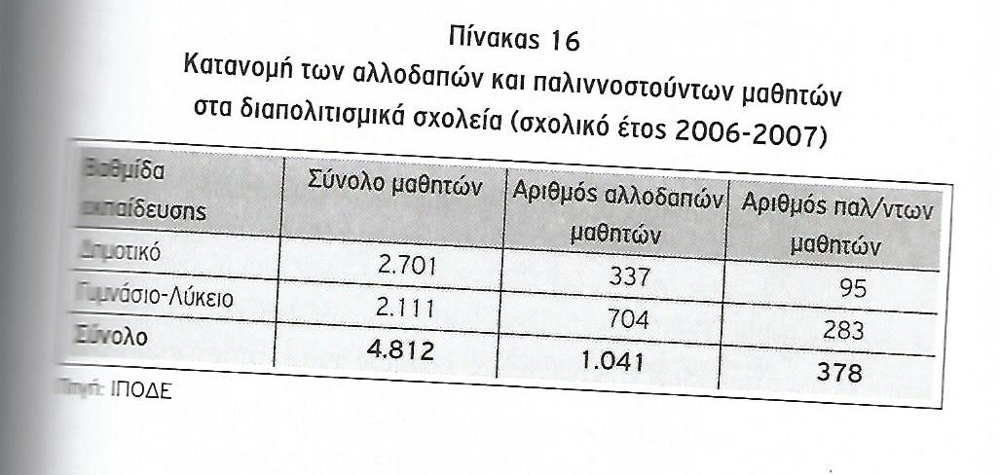 Πίνακας 16
Κατανομή των αλλοδαπών και παλιννοστούντων μαθητών
στα διαπολιτισμικά σχολεία (σχολικό έτος 2006-2007)
Βαθμίδα εκπαίδευσης Σύνολο μαθητών Αριθμός αλλοδαπών μαθητών Αριθμός παλ/ντων μαθητών
Δημοτικό 2.701 337 95
Γυμνάσιο-Λύκειο 2.111 704 283
Σύνολο 4.812 1.041 378
Πηγή: ΙΠΟΔΕ